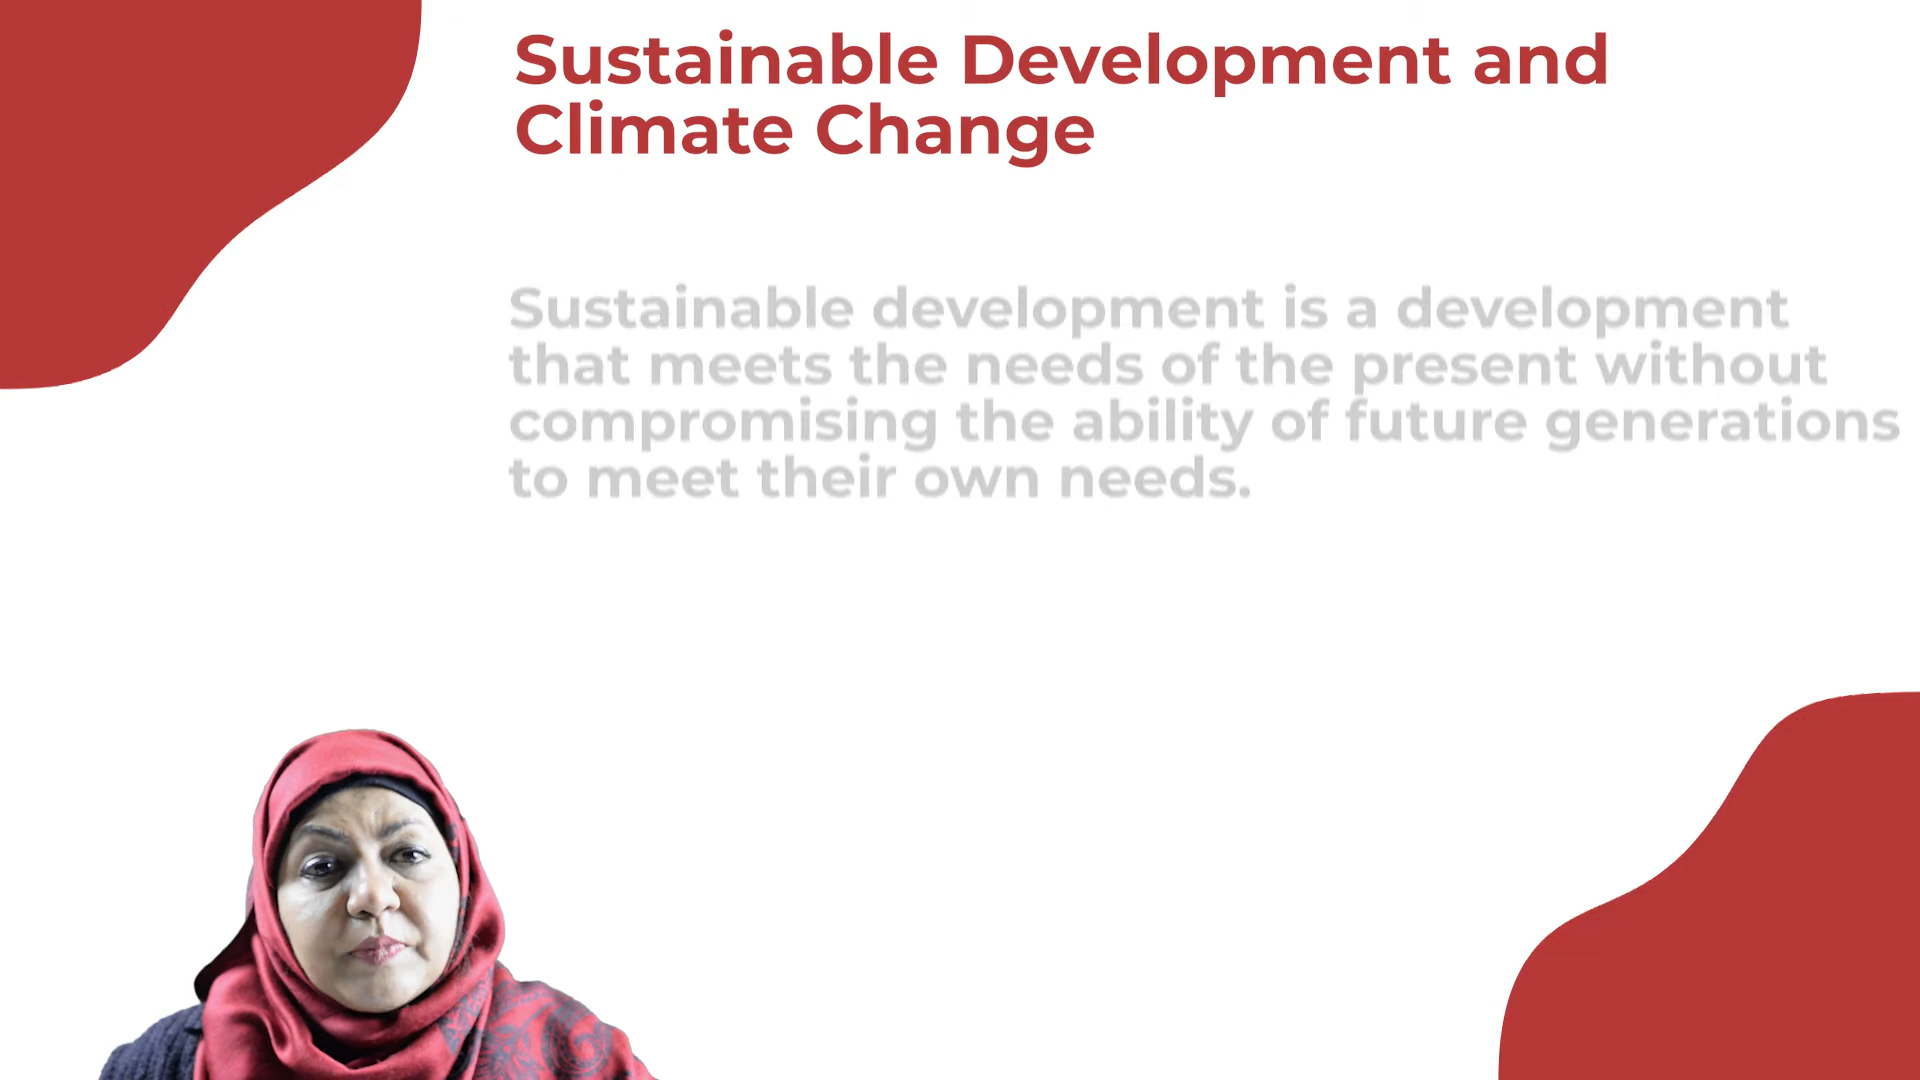 Sustainable Development and
Climate Change
Sustainable development is a development
that meets the needs of the present without
compromising the ability of future generations
to meet their own needs.